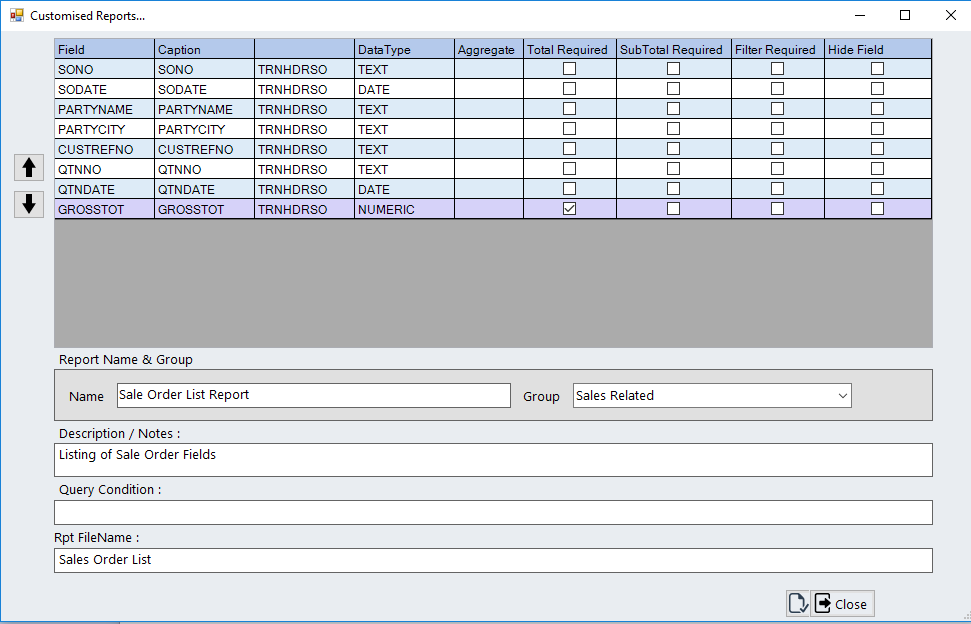 Customised Reports...
Field Caption DataType Aggregate Total Required SubTotal Required Filter Required Hide Field
SONO SONO TRNHDRSO TEXT
SODATE SODATE TRNHDRSO DATE
PARTYNAME PARTYNAME TRNHDRSO TEXT
PARTYCITY PARTYCITY TRNHDRSO TEXT
CUSTREFNO CUSTREFNO TRNHDRSO TEXT
QTNNO QTNNO TRNHDRSO TEXT
QTNDATE QTNDATE TRNHDRSO DATE
GROSSTOT GROSSTOT TRNHDRSO NUMERIC
Report Name & Group
Name Sale Order List Report Group Sales Related
Description / Notes :
Listing of Sale Order Fields
Query Condition :
Rpt FileName :
Sales Order List
Close